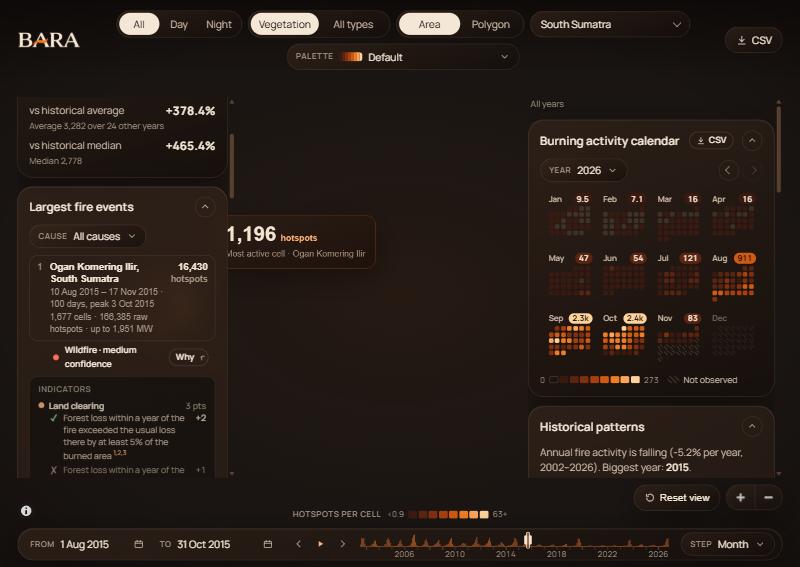 BARA
All Day Night
Vegetation All types
Area Polygon
South Sumatra
CSV
PALETTE Default
vs historical average +378.4%
Average 3,282 over 24 other years
vs historical median +465.4%
Median 2,778
Largest fire events
CAUSE All causes
1 Ogan Komering Ilir, South Sumatra 16,430 hotspots
10 Aug 2015 – 17 Nov 2015 ·
100 days, peak 3 Oct 2015
1,677 cells · 166,385 raw
hotspots · up to 1,951 MW
Wildfire · medium confidence
Why
INDICATORS
Land clearing 3 pts
✓ Forest loss within a year of the +2
fire exceeded the usual loss
there by at least 5% of the
burned area 1,2,3
✗ Forest loss within a year of the +1
1,196 hotspots
Most active cell · Ogan Komering Ilir
All years
Burning activity calendar CSV
YEAR 2026
Jan 9.5 Feb 7.1 Mar 16 Apr 16
May 47 Jun 54 Jul 121 Aug 911
Sep 2.3k Oct 2.4k Nov 83 Dec
0 273 Not observed
Historical patterns
Annual fire activity is falling (-5.2% per year,
2002–2026). Biggest year: 2015.
Reset view + −
HOTSPOTS PER CELL <0.9 63+
FROM 1 Aug 2015 TO 31 Oct 2015
2006 2010 2014 2018 2022 2026
STEP Month